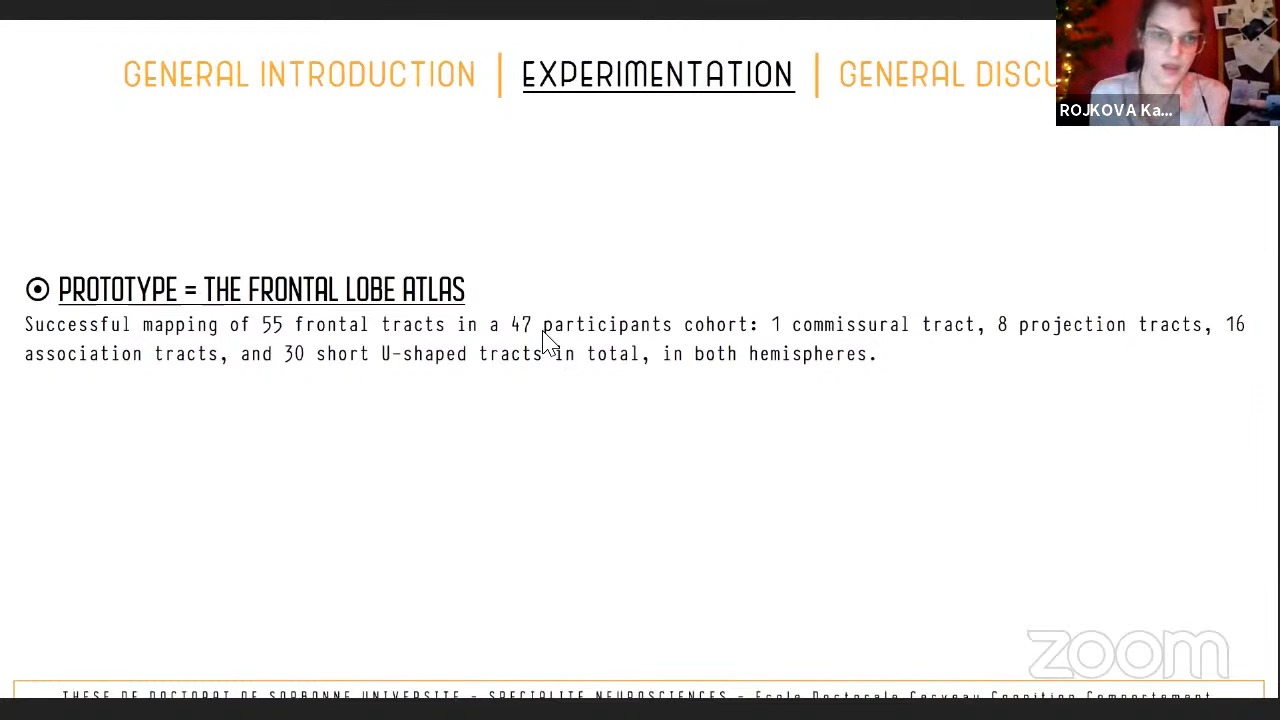 GENERAL INTRODUCTION | EXPERIMENTATION | GENERAL DISCU
ROJKOVA Ka...
PROTOTYPE = THE FRONTAL LOBE ATLAS
Successful mapping of 55 frontal tracts in a 47 participants cohort: 1 commissural tract, 8 projection tracts, 16
association tracts, and 30 short U-shaped tracts in total, in both hemispheres.
zoom
THESE DE DOCTORAT DE SORBONNE UNIVERSITE - SPECIALITE NEUROSCIENCES - Ecole Doctorale Cerveau Cognition Comportement